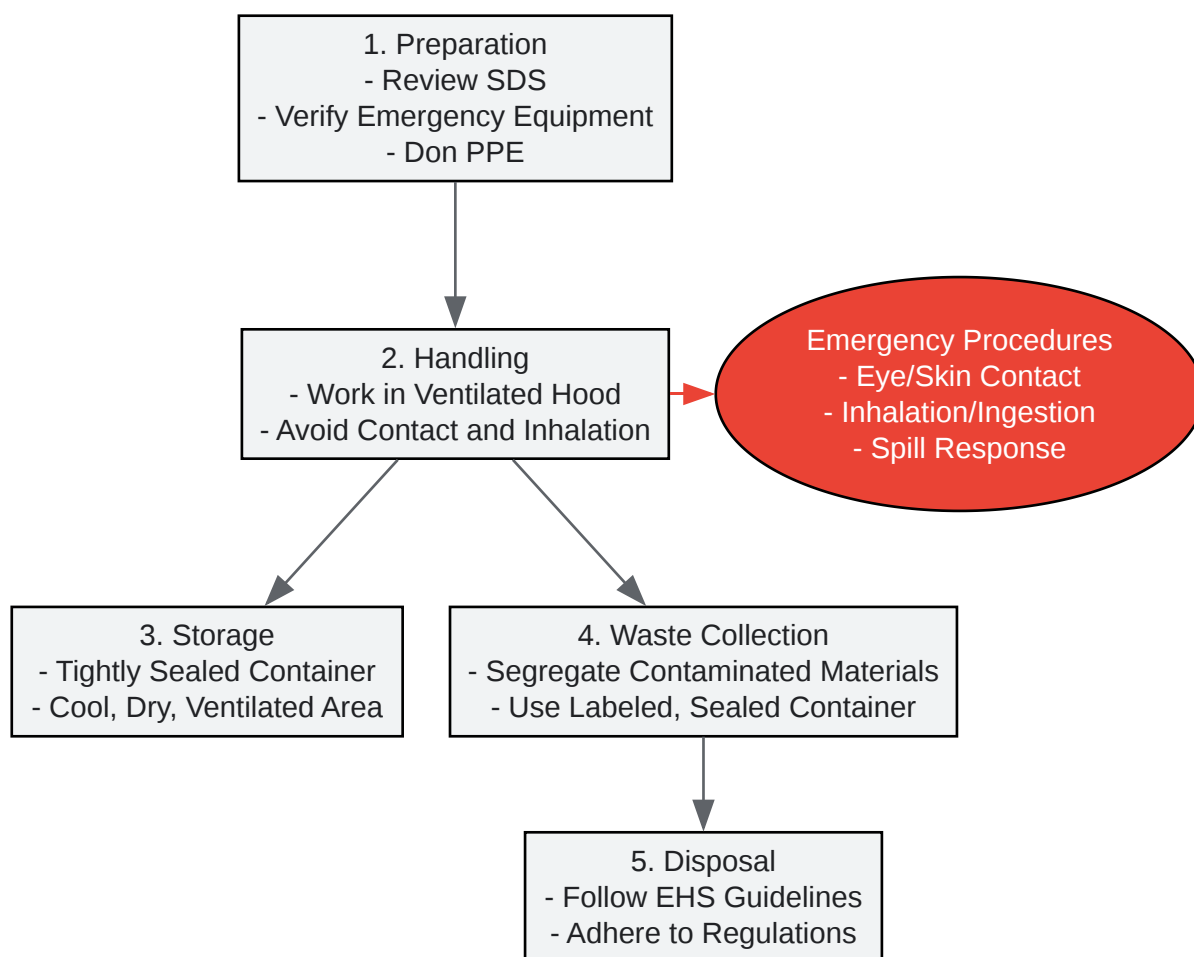 1. Preparation
- Review SDS
- Verify Emergency Equipment
- Don PPE
2. Handling
- Work in Ventilated Hood
- Avoid Contact and Inhalation
Emergency Procedures
- Eye/Skin Contact
- Inhalation/Ingestion
- Spill Response
3. Storage
- Tightly Sealed Container
- Cool, Dry, Ventilated Area
4. Waste Collection
- Segregate Contaminated Materials
- Use Labeled, Sealed Container
5. Disposal
- Follow EHS Guidelines
- Adhere to Regulations